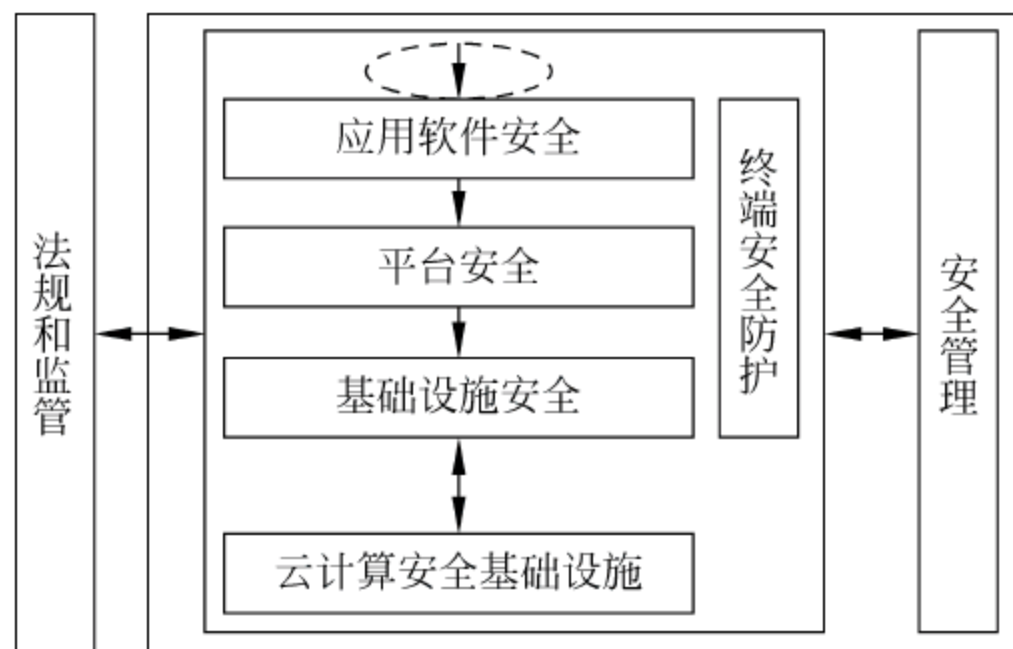 法规和监管
应用软件安全
平台安全
基础设施安全
云计算安全基础设施
终端安全防护
安全管理